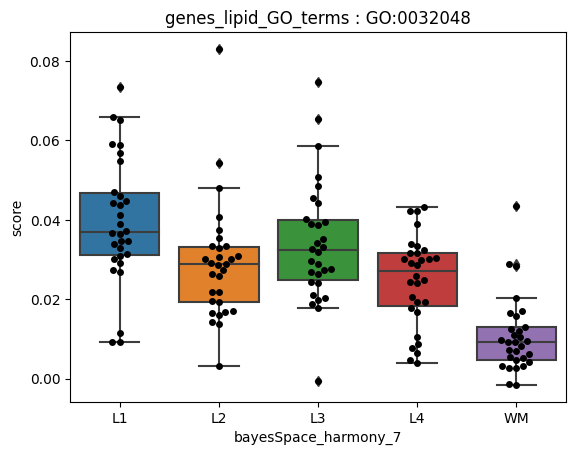 genes_lipid_GO_terms : GO:0032048
0.08
0.06
0.04
0.02
0.00
score
L1 L2 L3 L4 WM
bayesSpace_harmony_7